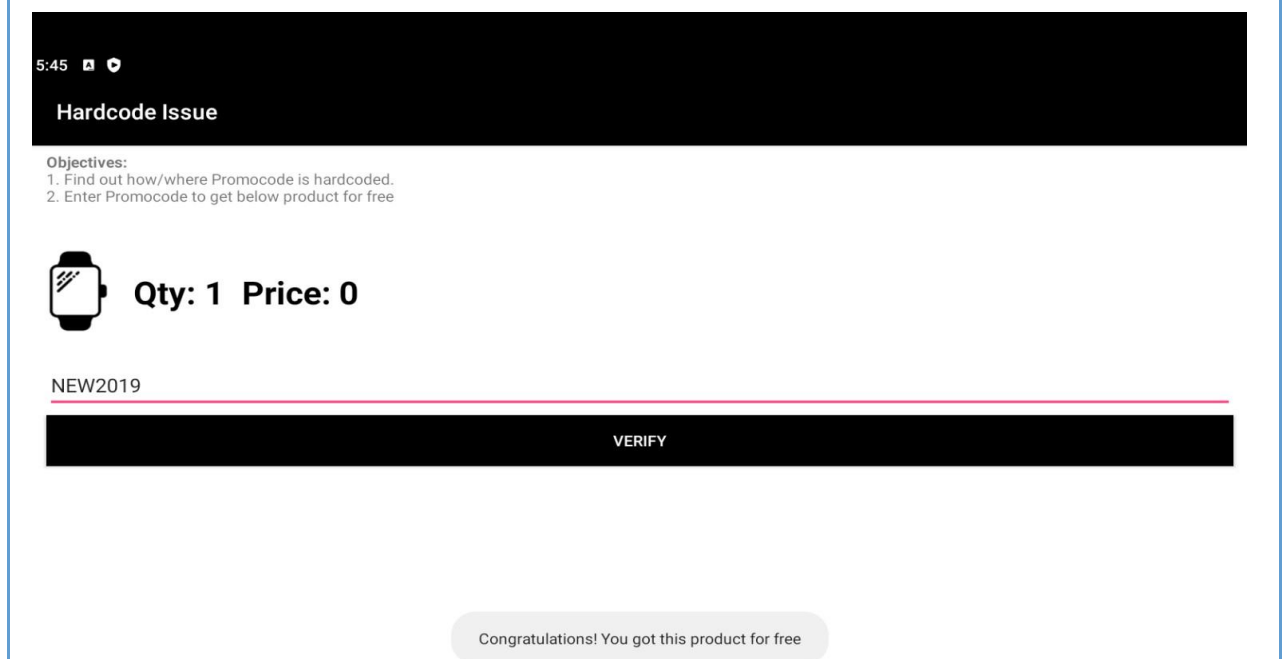 5:45
Hardcode Issue
Objectives:
1. Find out how/where Promocode is hardcoded.
2. Enter Promocode to get below product for free
Qty: 1 Price: 0
NEW2019
VERIFY
Congratulations! You got this product for free